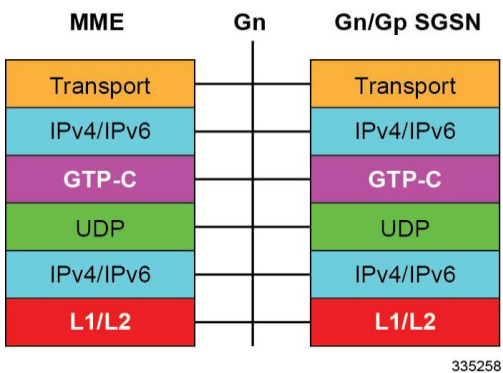 MME Gn Gn/Gp SGSN
Transport Transport
IPv4/IPv6 IPv4/IPv6
GTP-C GTP-C
UDP UDP
IPv4/IPv6 IPv4/IPv6
L1/L2 L1/L2
335258